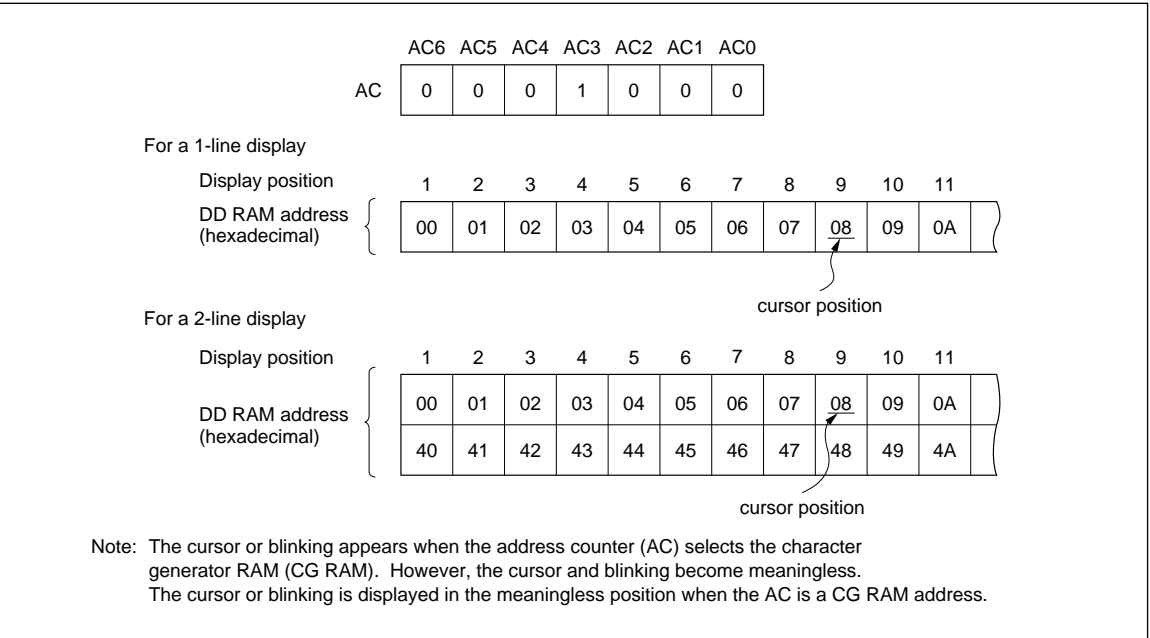 AC6 AC5 AC4 AC3 AC2 AC1 AC0
AC 0 0 0 1 0 0 0
For a 1-line display
Display position 1 2 3 4 5 6 7 8 9 10 11
DD RAM address
(hexadecimal)
00 01 02 03 04 05 06 07 08 09 0A
cursor position
For a 2-line display
Display position 1 2 3 4 5 6 7 8 9 10 11
DD RAM address
(hexadecimal)
00 01 02 03 04 05 06 07 08 09 0A
40 41 42 43 44 45 46 47 48 49 4A
cursor position
Note: The cursor or blinking appears when the address counter (AC) selects the character
generator RAM (CG RAM). However, the cursor and blinking become meaningless.
The cursor or blinking is displayed in the meaningless position when the AC is a CG RAM address.